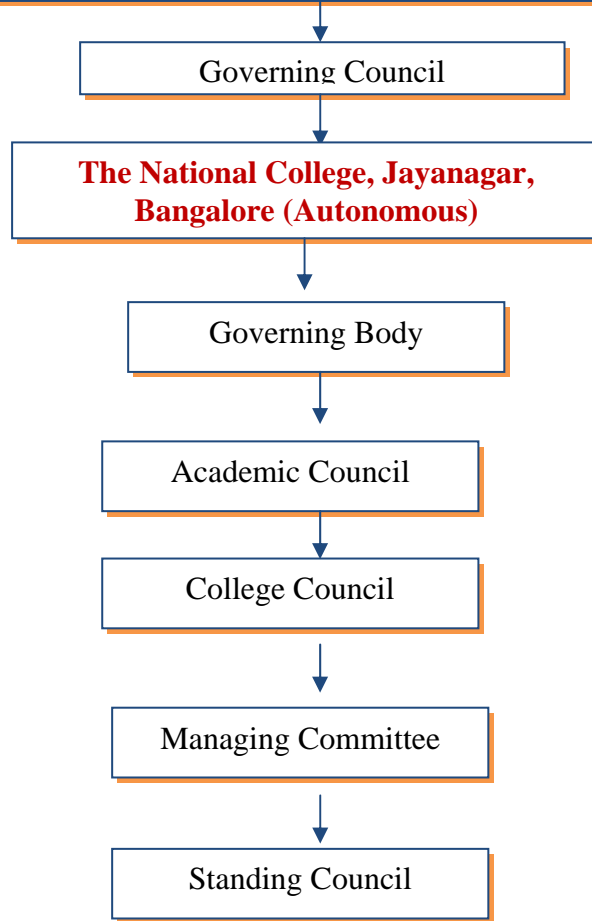 Governing Council
The National College, Jayanagar,
Bangalore (Autonomous)
Governing Body
Academic Council
College Council
Managing Committee
Standing Council